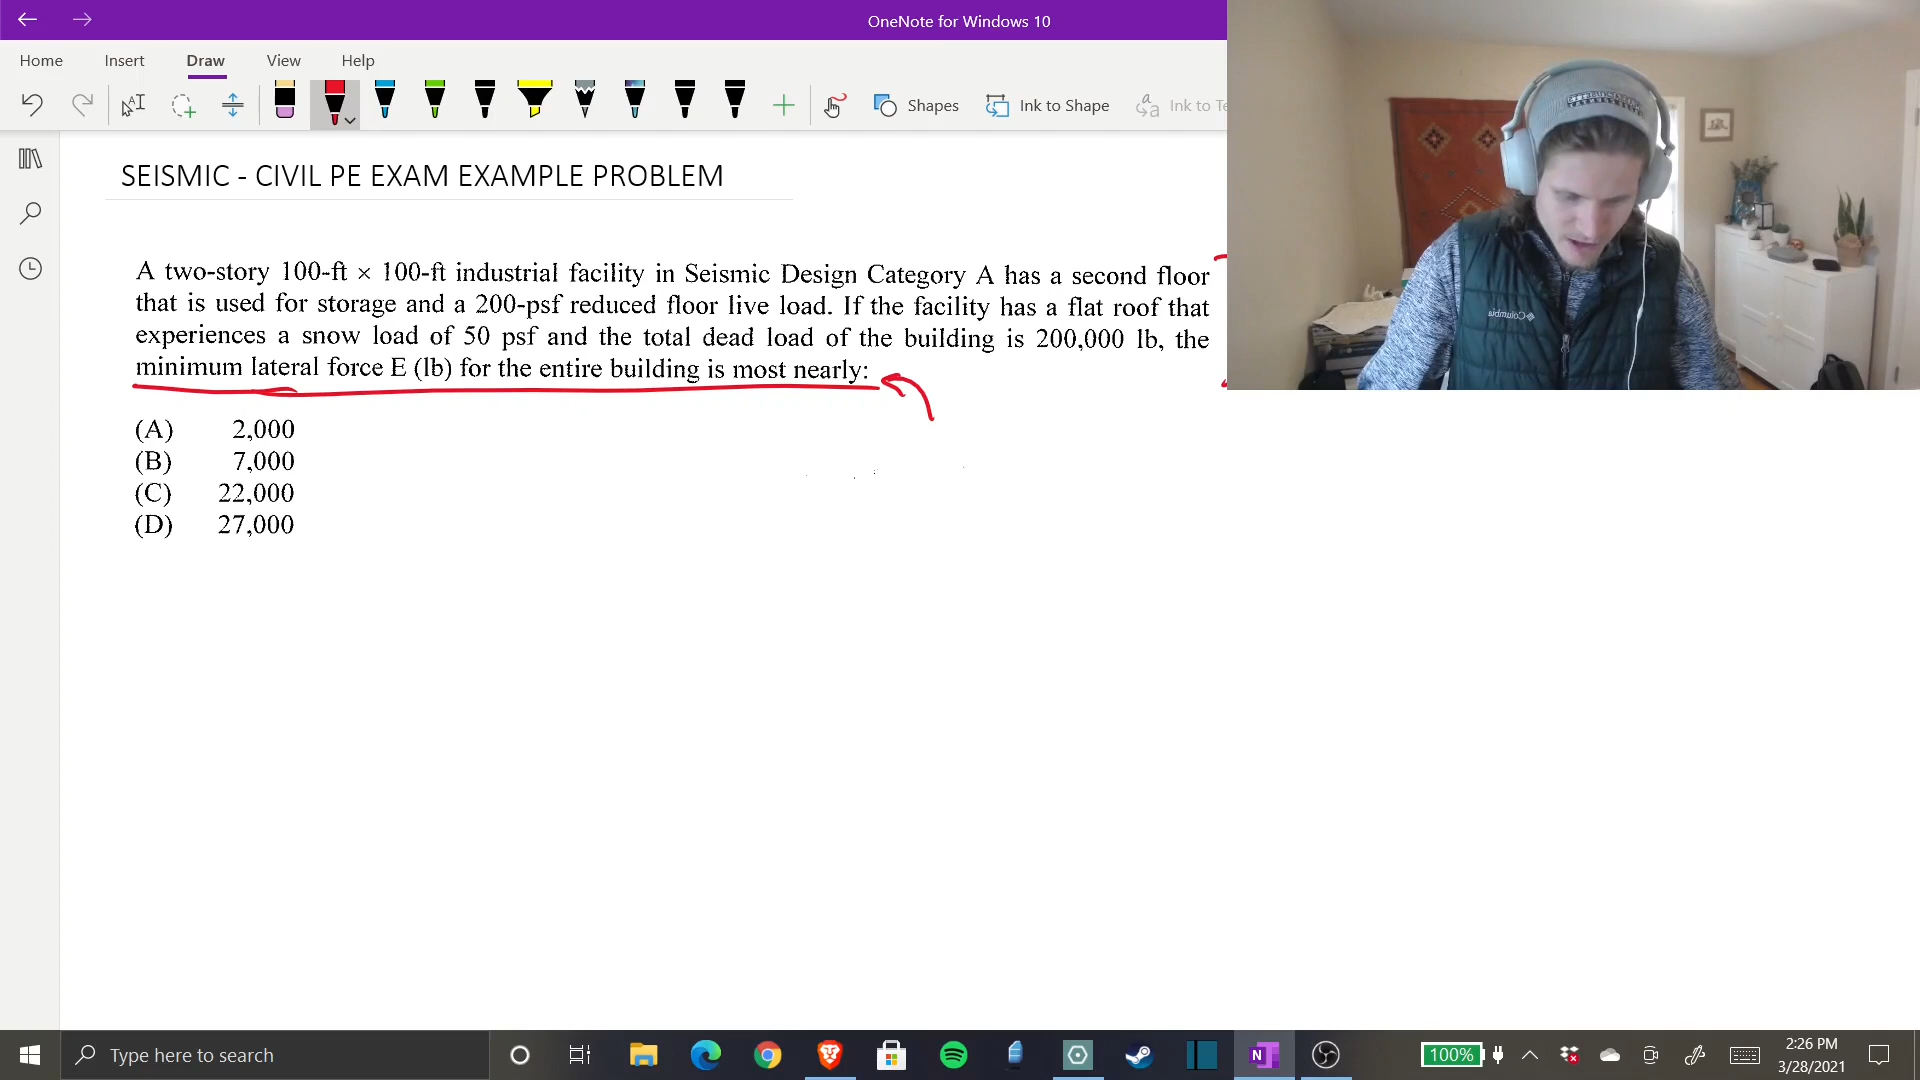 OneNote for Windows 10
Home Insert Draw View Help
Shapes Ink to Shape Ink to Te
SEISMIC - CIVIL PE EXAM EXAMPLE PROBLEM
A two-story 100-ft × 100-ft industrial facility in Seismic Design Category A has a second floor
that is used for storage and a 200-psf reduced floor live load. If the facility has a flat roof that
experiences a snow load of 50 psf and the total dead load of the building is 200,000 lb, the
minimum lateral force E (lb) for the entire building is most nearly:
(A) 2,000
(B) 7,000
(C) 22,000
(D) 27,000
Columbia
Type here to search
100%
2:26 PM
3/28/2021